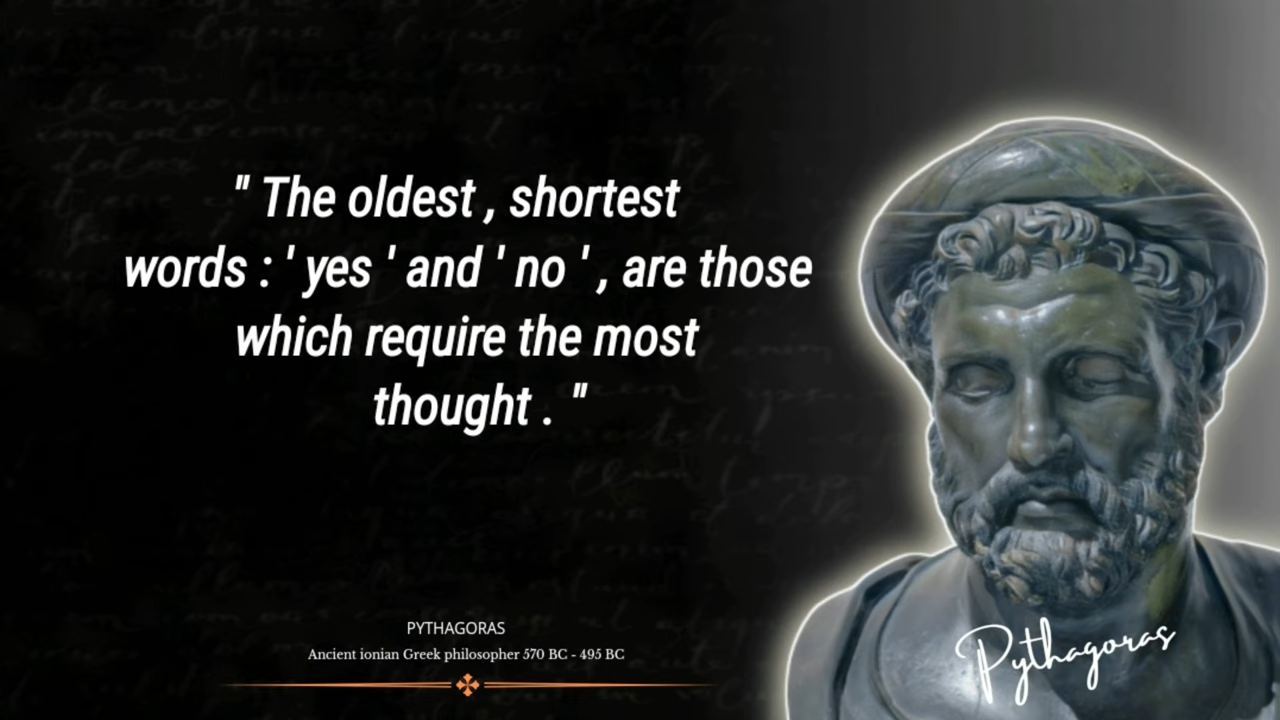 " The oldest , shortest
words : ' yes ' and ' no ' , are those
which require the most
thought . "
PYTHAGORAS
Ancient ionian Greek philosopher 570 BC - 495 BC
Pythagoras